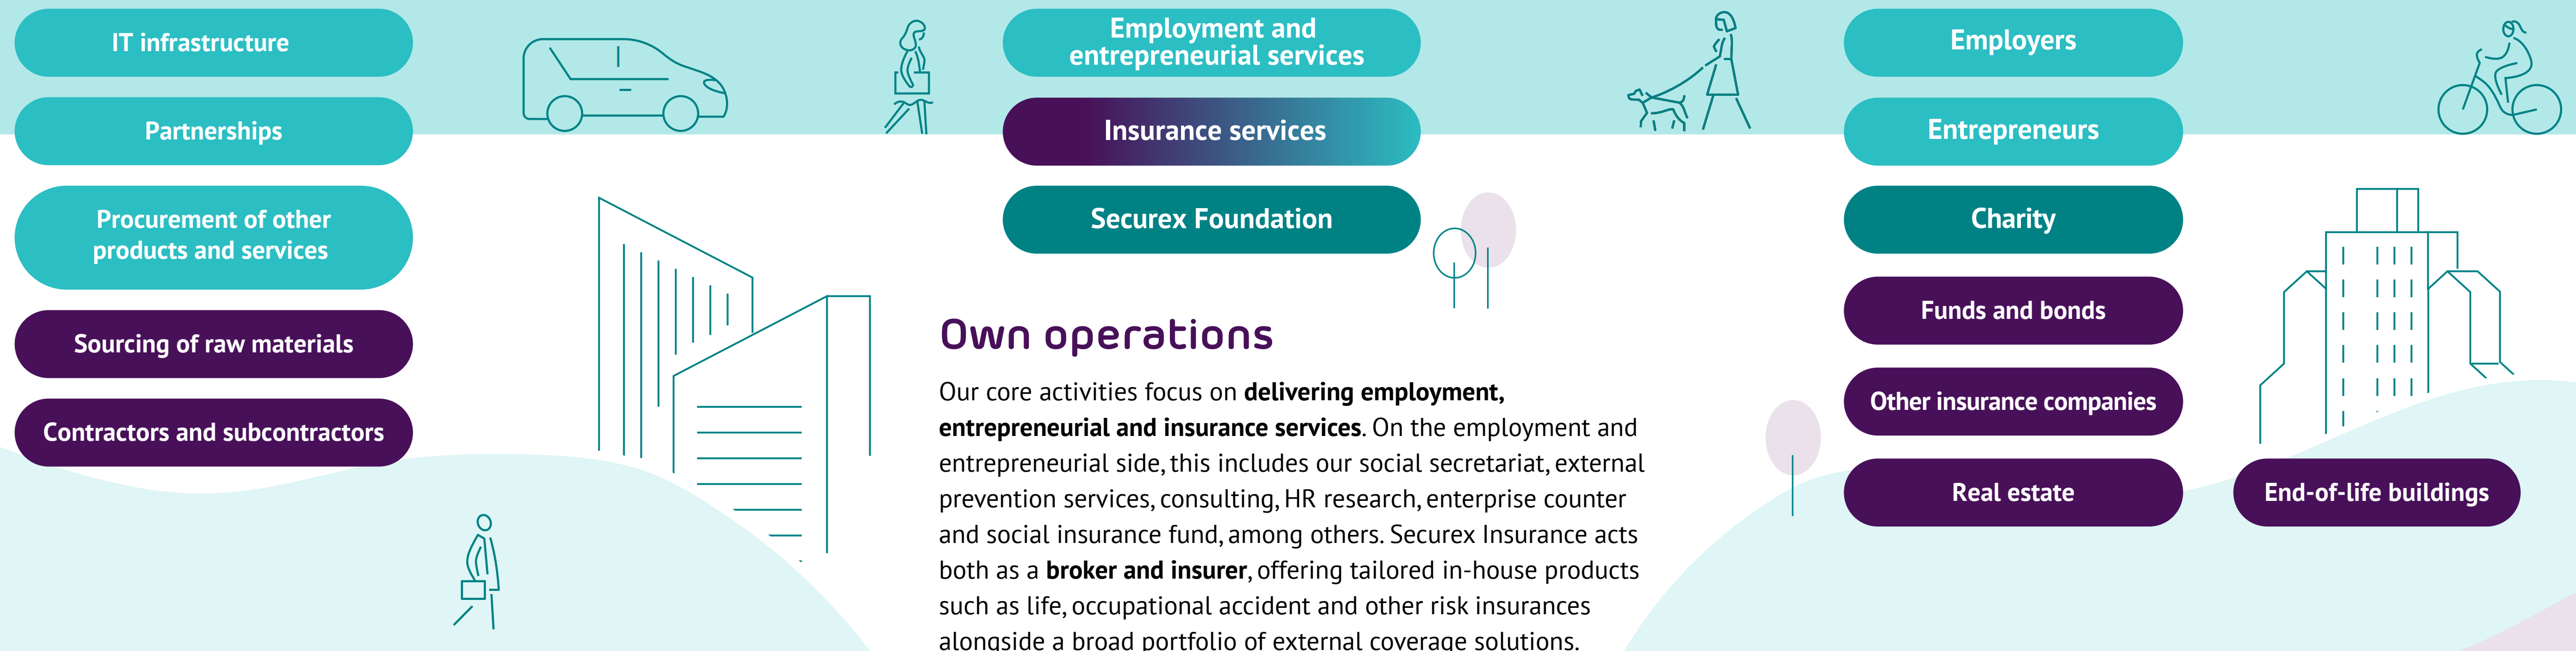 IT infrastructure
Partnerships
Procurement of other
products and services
Sourcing of raw materials
Contractors and subcontractors
Employment and
entrepreneurial services
Insurance services
Securex Foundation
Own operations
Our core activities focus on delivering employment,
entrepreneurial and insurance services. On the employment and
entrepreneurial side, this includes our social secretariat, external
prevention services, consulting, HR research, enterprise counter
and social insurance fund, among others. Securex Insurance acts
both as a broker and insurer, offering tailored in-house products
such as life, occupational accident and other risk insurances
alongside a broad portfolio of external coverage solutions.
Employers
Entrepreneurs
Charity
Funds and bonds
Other insurance companies
Real estate
End-of-life buildings